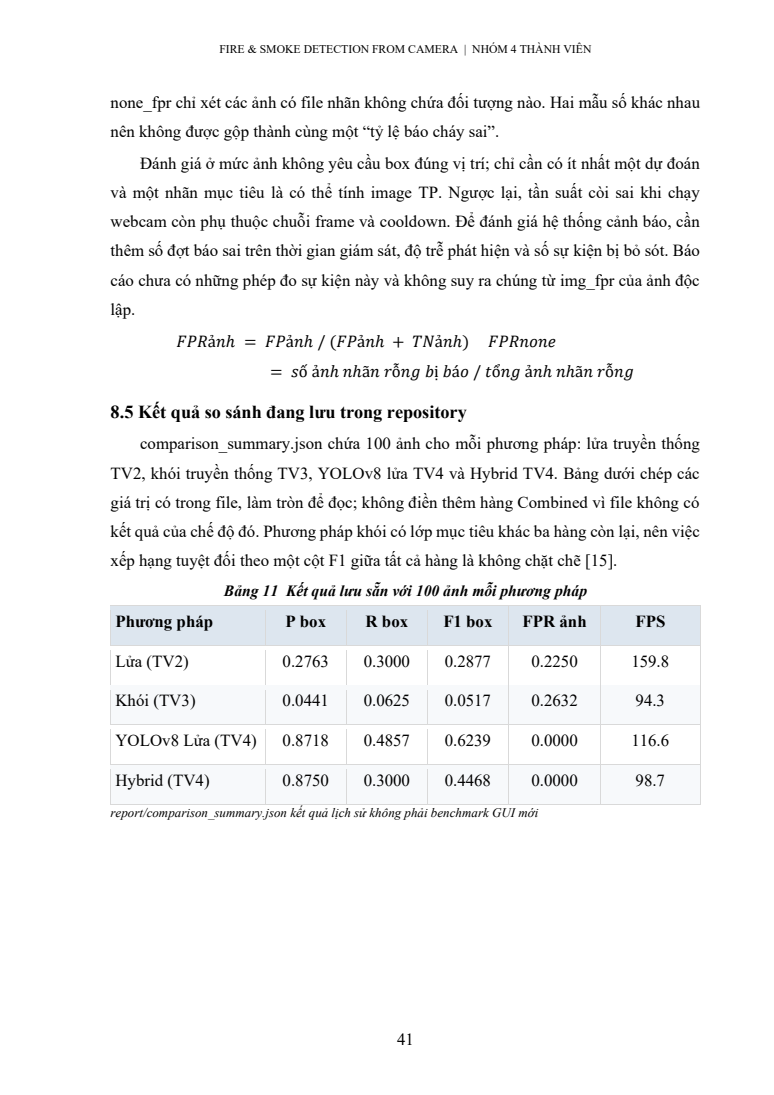 FIRE & SMOKE DETECTION FROM CAMERA | NHÓM 4 THÀNH VIÊN
none_fpr chỉ xét các ảnh có file nhãn không chứa đối tượng nào. Hai mẫu số khác nhau
nên không được gộp thành cùng một “tỷ lệ báo cháy sai”.
Đánh giá ở mức ảnh không yêu cầu box đúng vị trí; chỉ cần có ít nhất một dự đoán
và một nhãn mục tiêu là có thể tính image TP. Ngược lại, tần suất còi sai khi chạy
webcam còn phụ thuộc chuỗi frame và cooldown. Để đánh giá hệ thống cảnh báo, cần
thêm số đợt báo sai trên thời gian giám sát, độ trễ phát hiện và số sự kiện bị bỏ sót. Báo
cáo chưa có những phép đo sự kiện này và không suy ra chúng từ img_fpr của ảnh độc
lập.
FPRảnh = FPảnh / (FPảnh + TNảnh) FPRnone
= số ảnh nhãn rỗng bị báo / tổng ảnh nhãn rỗng
8.5 Kết quả so sánh đang lưu trong repository
comparison_summary.json chứa 100 ảnh cho mỗi phương pháp: lửa truyền thống
TV2, khói truyền thống TV3, YOLOv8 lửa TV4 và Hybrid TV4. Bảng dưới chép các
giá trị có trong file, làm tròn để đọc; không điền thêm hàng Combined vì file không có
kết quả của chế độ đó. Phương pháp khói có lớp mục tiêu khác ba hàng còn lại, nên việc
xếp hạng tuyệt đối theo một cột F1 giữa tất cả hàng là không chặt chẽ [15].
Bảng 11 Kết quả lưu sẵn với 100 ảnh mỗi phương pháp
Phương pháp P box R box F1 box FPR ảnh FPS
Lửa (TV2) 0.2763 0.3000 0.2877 0.2250 159.8
Khói (TV3) 0.0441 0.0625 0.0517 0.2632 94.3
YOLOv8 Lửa (TV4) 0.8718 0.4857 0.6239 0.0000 116.6
Hybrid (TV4) 0.8750 0.3000 0.4468 0.0000 98.7
report/comparison_summary.json kết quả lịch sử không phải benchmark GUI mới
41